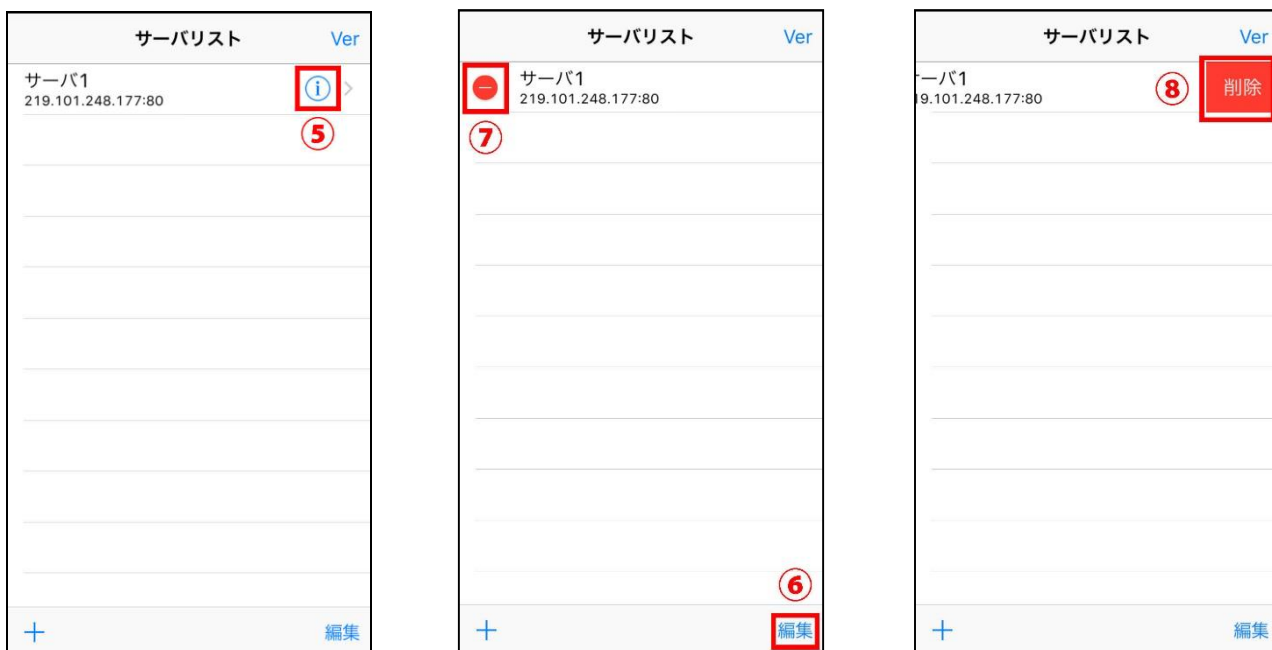 サーバリスト Ver
サーバ1
219.101.248.177:80
⑤
+ 編集
サーバリスト Ver
サーバ1
219.101.248.177:80
⑦
⑥
+ 編集
サーバリスト Ver
ーバ1
⑧ 削除
9.101.248.177:80
+ 編集